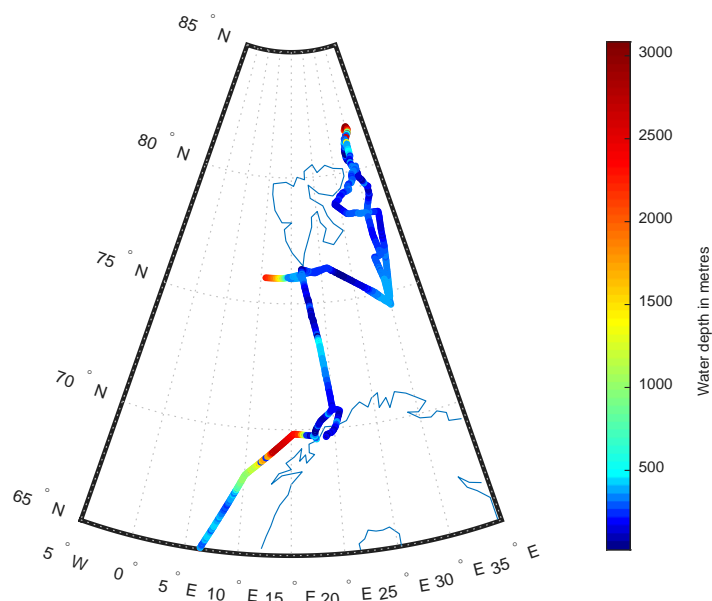 85 ° N
80 ° N
75 ° N
70 ° N
65 ° N
5 ° W
0 °
5 ° E
10 ° E
15 ° E
20 ° E
25 ° E
30 ° E
35 ° E
3000
2500
2000
1500
1000
500
Water depth in metres